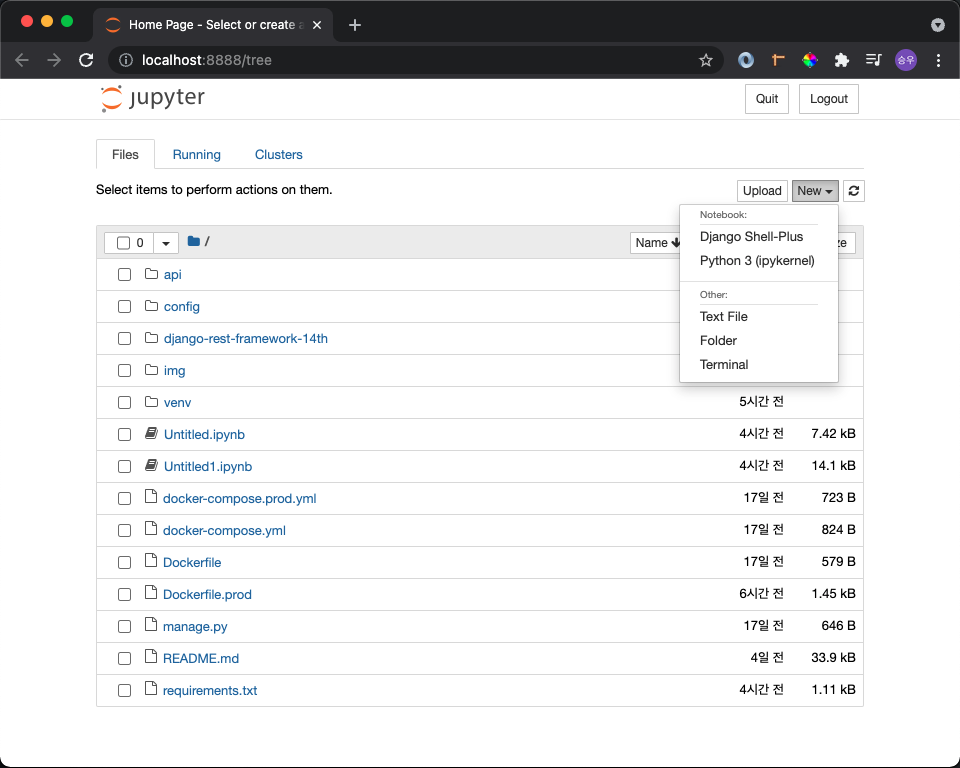 Home Page - Select or create a
localhost:8888/tree
승우
jupyter
Quit
Logout
Files
Running
Clusters
Select items to perform actions on them.
Upload
New
0
/
Name
ze
Notebook:
Django Shell-Plus
Python 3 (ipykernel)
Other:
Text File
Folder
Terminal
api
config
django-rest-framework-14th
img
venv 5시간 전
Untitled.ipynb 4시간 전 7.42 kB
Untitled1.ipynb 4시간 전 14.1 kB
docker-compose.prod.yml 17일 전 723 B
docker-compose.yml 17일 전 824 B
Dockerfile 17일 전 579 B
Dockerfile.prod 6시간 전 1.45 kB
manage.py 17일 전 646 B
README.md 4일 전 33.9 kB
requirements.txt 4시간 전 1.11 kB